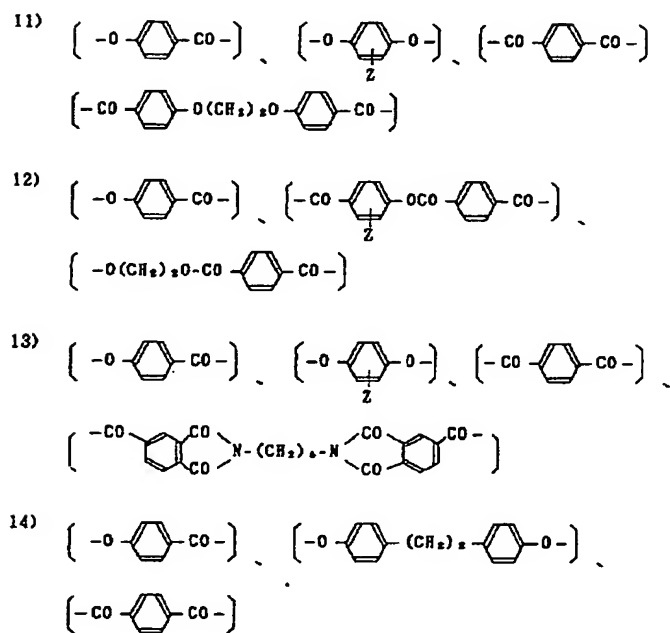 11) [-O-⌬-CO-]、[-O-⌬-O-]、[-CO-⌬-CO-]
Z
[-CO-⌬-O(CH₂)₂O-⌬-CO-]
12) [-O-⌬-CO-]、[-CO-⌬-OCO-⌬-CO-]、
Z
[-O(CH₂)₂O-CO-⌬-CO-]
13) [-O-⌬-CO-]、[-O-⌬-O-]、[-CO-⌬-CO-]、
Z
[-CO-⌬ CO CO N-(CH₂) -N CO CO ⌬-CO-]
14) [-O-⌬-CO-]、[-O-⌬-(CH₂)₂-⌬-O-]、
[-CO-⌬-CO-]